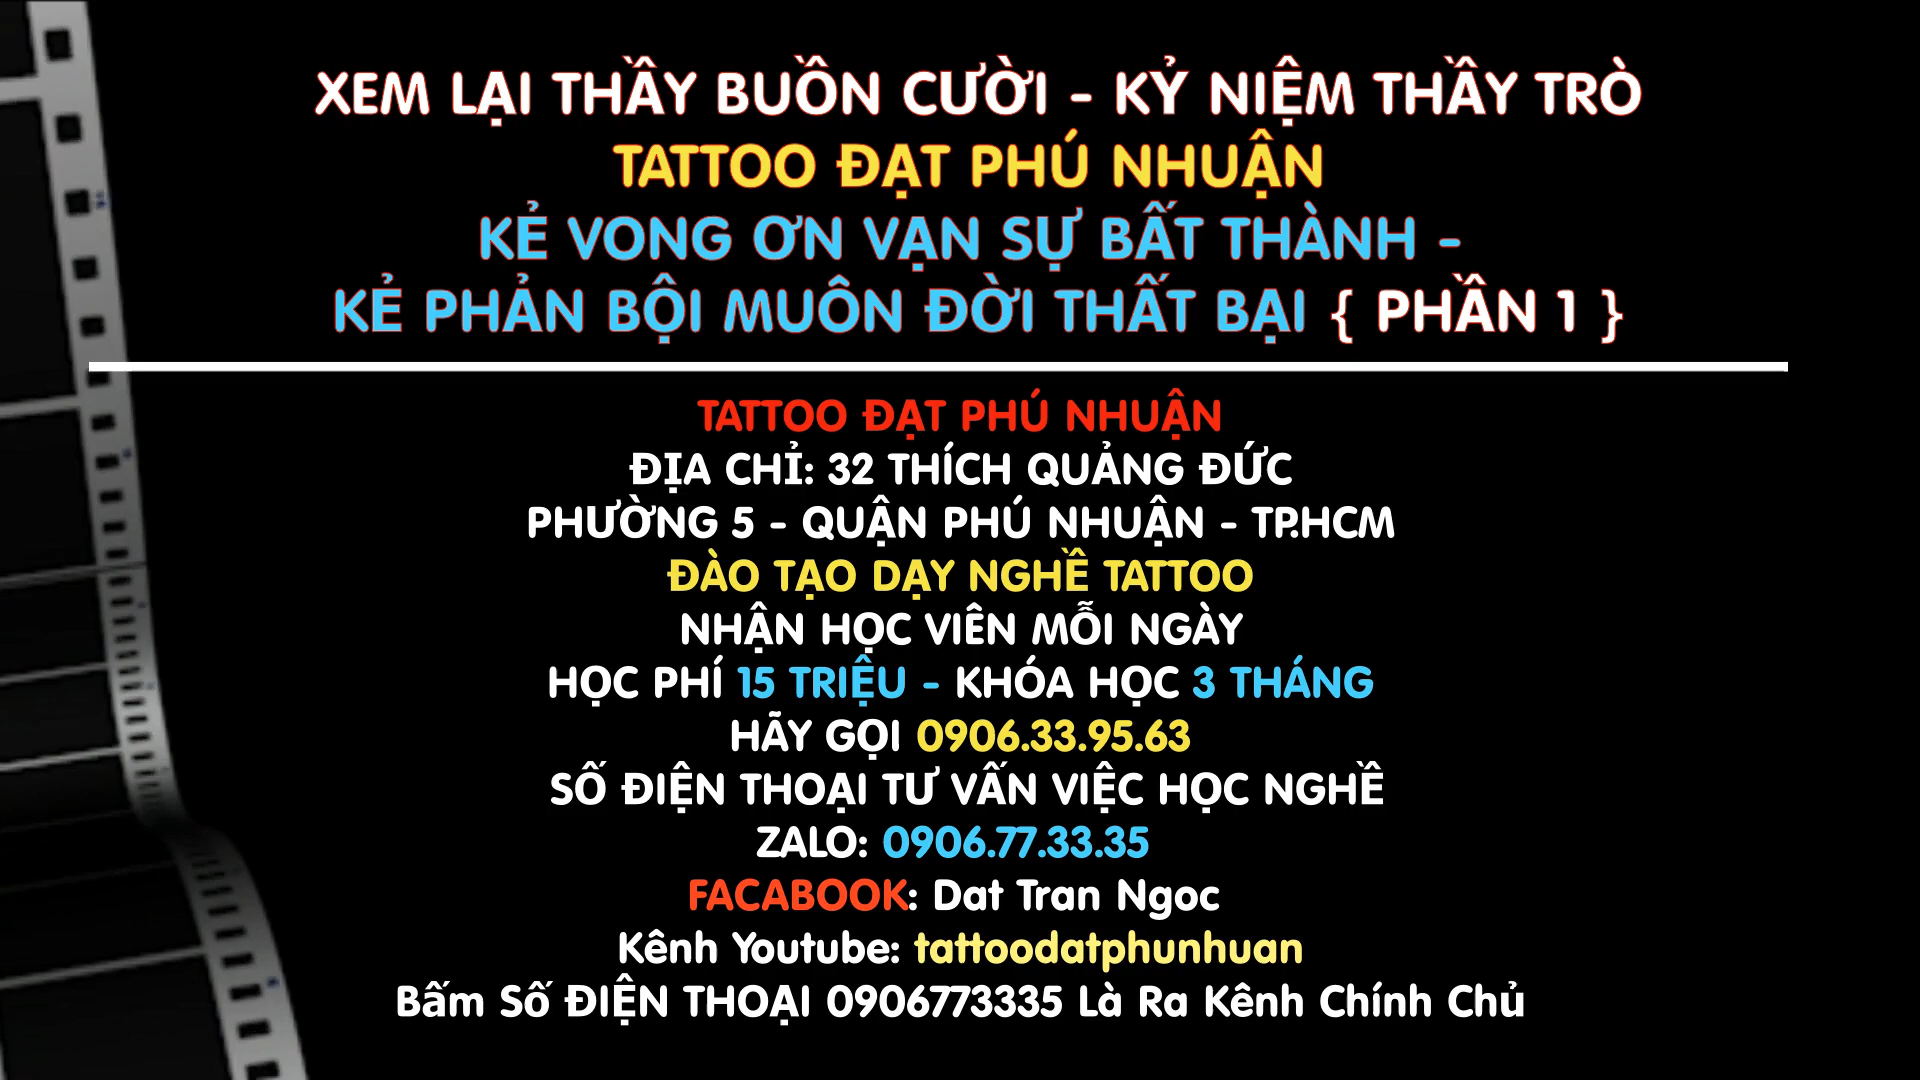 XEM LẠI THẦY BUỒN CƯỜI - KỶ NIỆM THẦY TRÒ
TATTOO ĐẠT PHÚ NHUẬN
KẺ VONG ƠN VẠN SỰ BẤT THÀNH -
KẺ PHẢN BỘI MUÔN ĐỜI THẤT BẠI { PHẦN 1 }
TATTOO ĐẠT PHÚ NHUẬN
ĐỊA CHỈ: 32 THÍCH QUẢNG ĐỨC
PHƯỜNG 5 - QUẬN PHÚ NHUẬN - TP.HCM
ĐÀO TẠO DẠY NGHỀ TATTOO
NHẬN HỌC VIÊN MỖI NGÀY
HỌC PHÍ 15 TRIỆU - KHÓA HỌC 3 THÁNG
HÃY GỌI 0906.33.95.63
SỐ ĐIỆN THOẠI TƯ VẤN VIỆC HỌC NGHỀ
ZALO: 0906.77.33.35
FACABOOK: Dat Tran Ngoc
Kênh Youtube: tattoodatphunhuan
Bấm Số ĐIỆN THOẠI 0906773335 Là Ra Kênh Chính Chủ